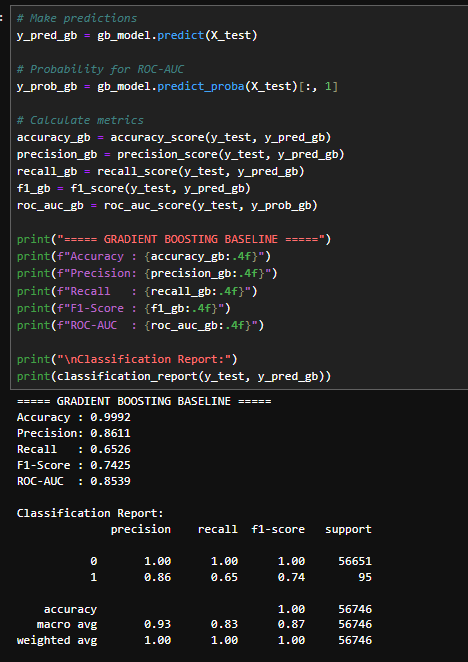 :
# Make predictions
y_pred_gb = gb_model.predict(X_test)

# Probability for ROC-AUC
y_prob_gb = gb_model.predict_proba(X_test)[:, 1]

# Calculate metrics
accuracy_gb = accuracy_score(y_test, y_pred_gb)
precision_gb = precision_score(y_test, y_pred_gb)
recall_gb = recall_score(y_test, y_pred_gb)
f1_gb = f1_score(y_test, y_pred_gb)
roc_auc_gb = roc_auc_score(y_test, y_prob_gb)

print("===== GRADIENT BOOSTING BASELINE =====")
print(f"Accuracy : {accuracy_gb:.4f}")
print(f"Precision: {precision_gb:.4f}")
print(f"Recall   : {recall_gb:.4f}")
print(f"F1-Score : {f1_gb:.4f}")
print(f"ROC-AUC  : {roc_auc_gb:.4f}")

print("\nClassification Report:")
print(classification_report(y_test, y_pred_gb))
===== GRADIENT BOOSTING BASELINE =====
Accuracy : 0.9992
Precision: 0.8611
Recall   : 0.6526
F1-Score : 0.7425
ROC-AUC  : 0.8539

Classification Report:
              precision    recall  f1-score   support

           0       1.00      1.00      1.00     56651
           1       0.86      0.65      0.74        95

    accuracy                           1.00     56746
   macro avg       0.93      0.83      0.87     56746
weighted avg       1.00      1.00      1.00     56746